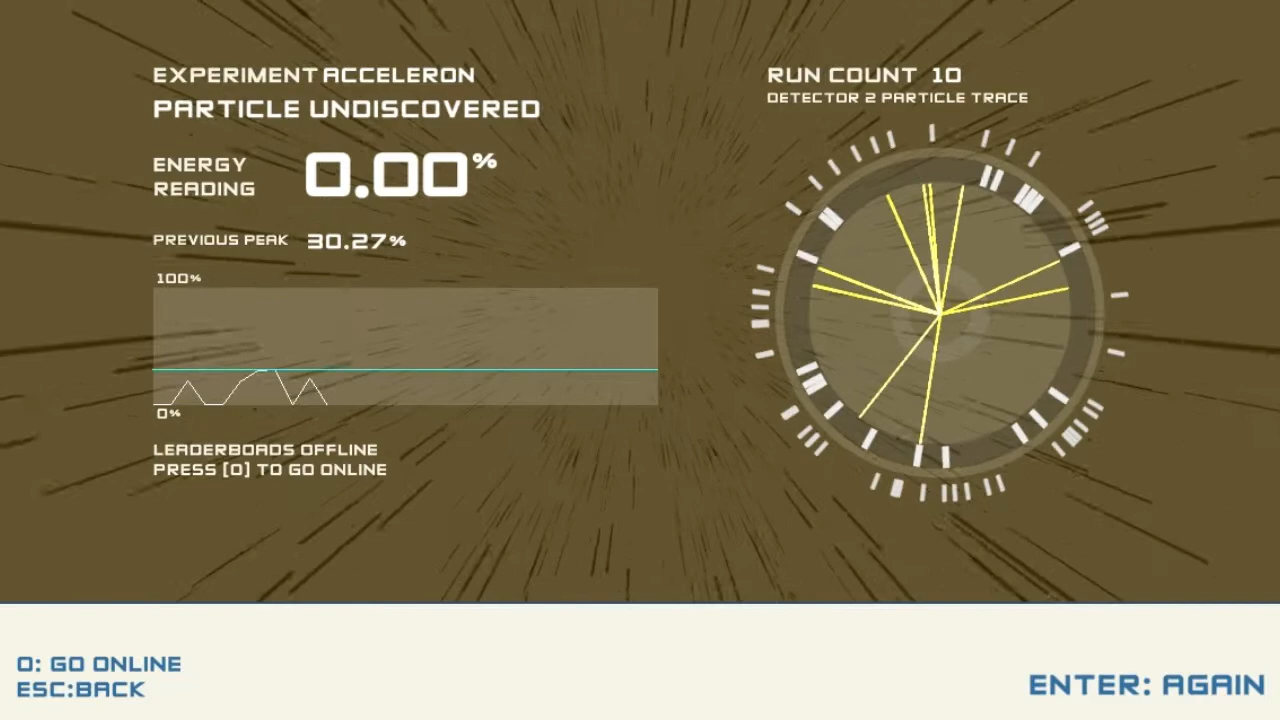 EXPERIMENT ACCELERON
PARTICLE UNDISCOVERED
ENERGY
READING
0.00%
PREVIOUS PEAK 30.27%
100%
0%
LEADERBOADS OFFLINE
PRESS [O] TO GO ONLINE
RUN COUNT 10
DETECTOR 2 PARTICLE TRACE
O: GO ONLINE
ESC:BACK
ENTER: AGAIN